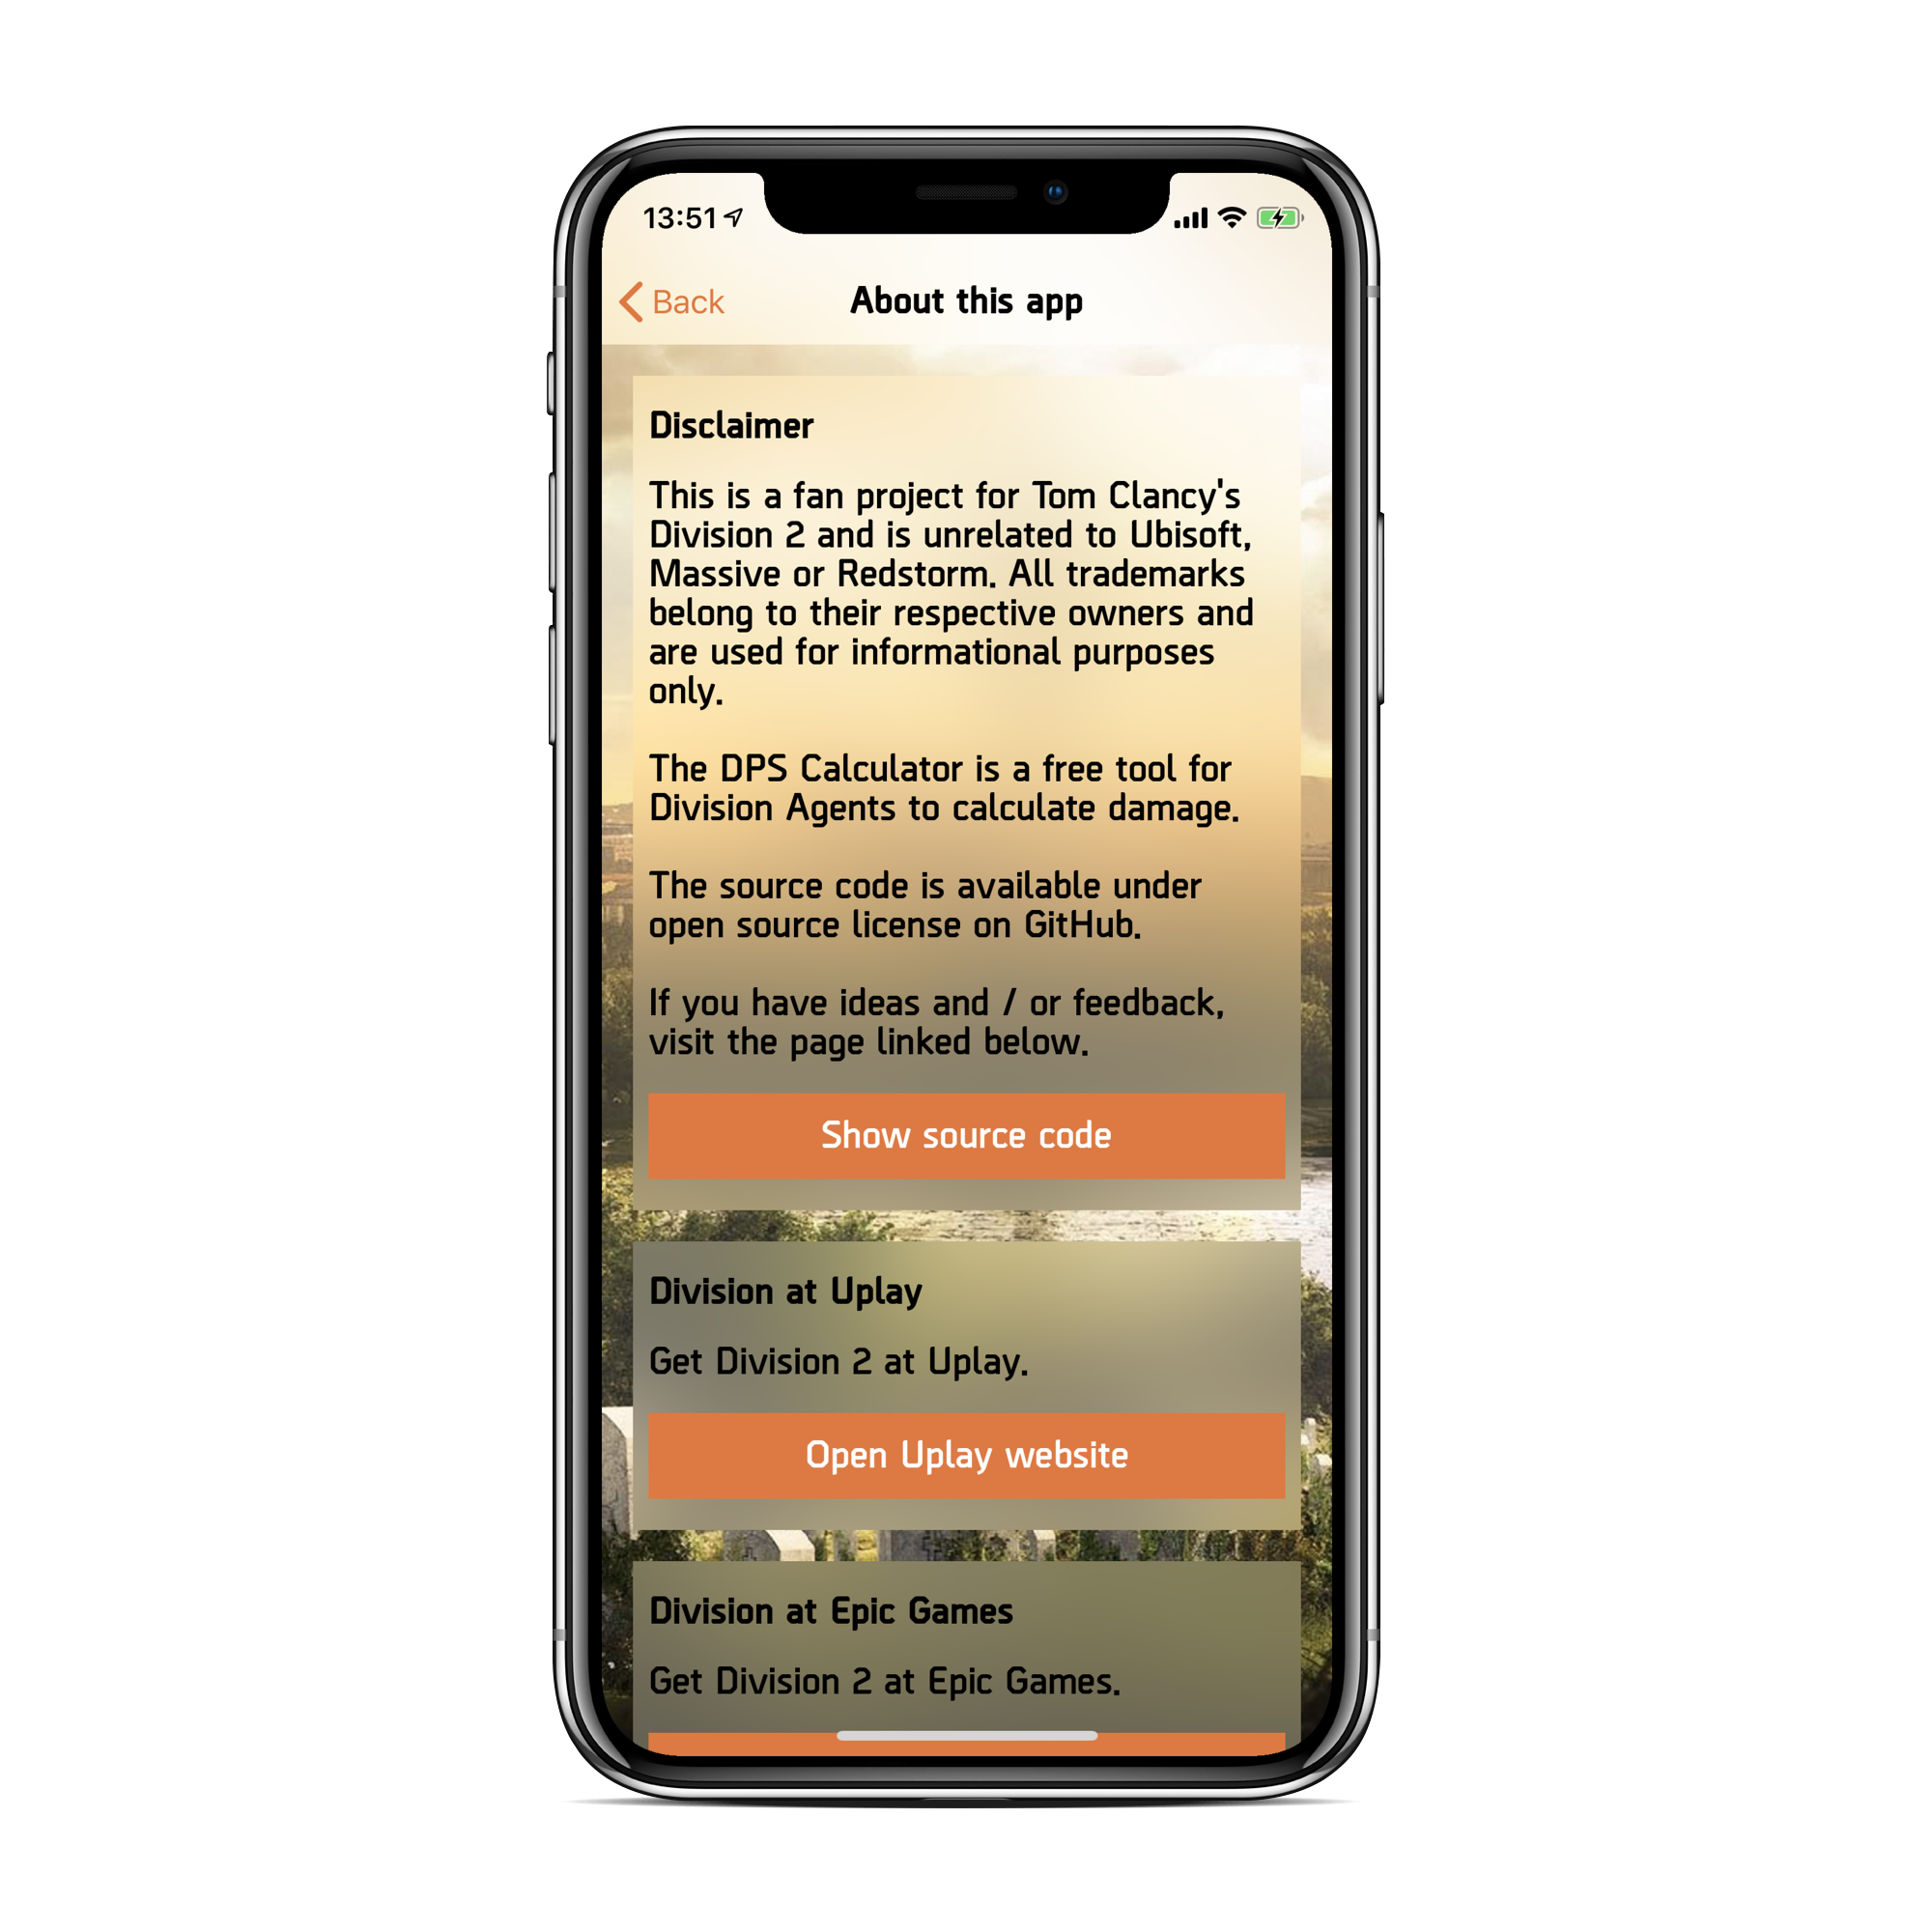 13:51
Back
About this app
Disclaimer
This is a fan project for Tom Clancy's
Division 2 and is unrelated to Ubisoft,
Massive or Redstorm. All trademarks
belong to their respective owners and
are used for informational purposes
only.
The DPS Calculator is a free tool for
Division Agents to calculate damage.
The source code is available under
open source license on GitHub.
If you have ideas and / or feedback,
visit the page linked below.
Show source code
Division at Uplay
Get Division 2 at Uplay.
Open Uplay website
Division at Epic Games
Get Division 2 at Epic Games.